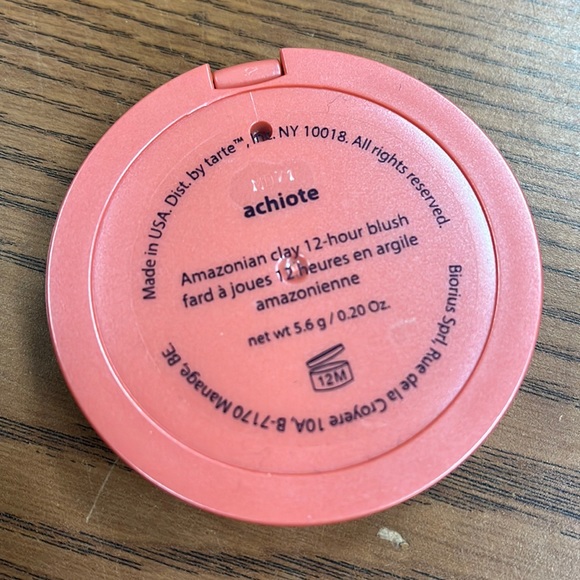 Made in USA. Dist. by tarte™, Inc. NY 10018. All rights reserved.
achiote
Amazonian clay 12-hour blush
fard à joues 12 heures en argile
amazonienne
net wt 5.6 g / 0.20 Oz.
12M
Biorius Sprl, Rue de la Croyere 10A, B-7170 Manage, BE.